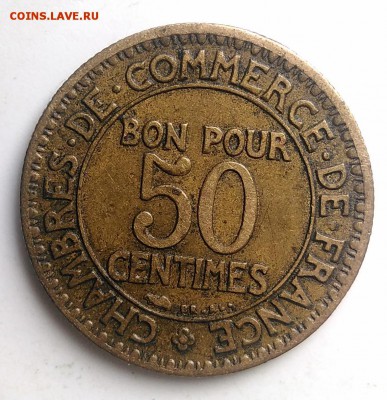 COINS.LAVE.RU
CHAMBRES · DE · COMMERCE · DE · FRANCE
BON POUR
50
CENTIMES